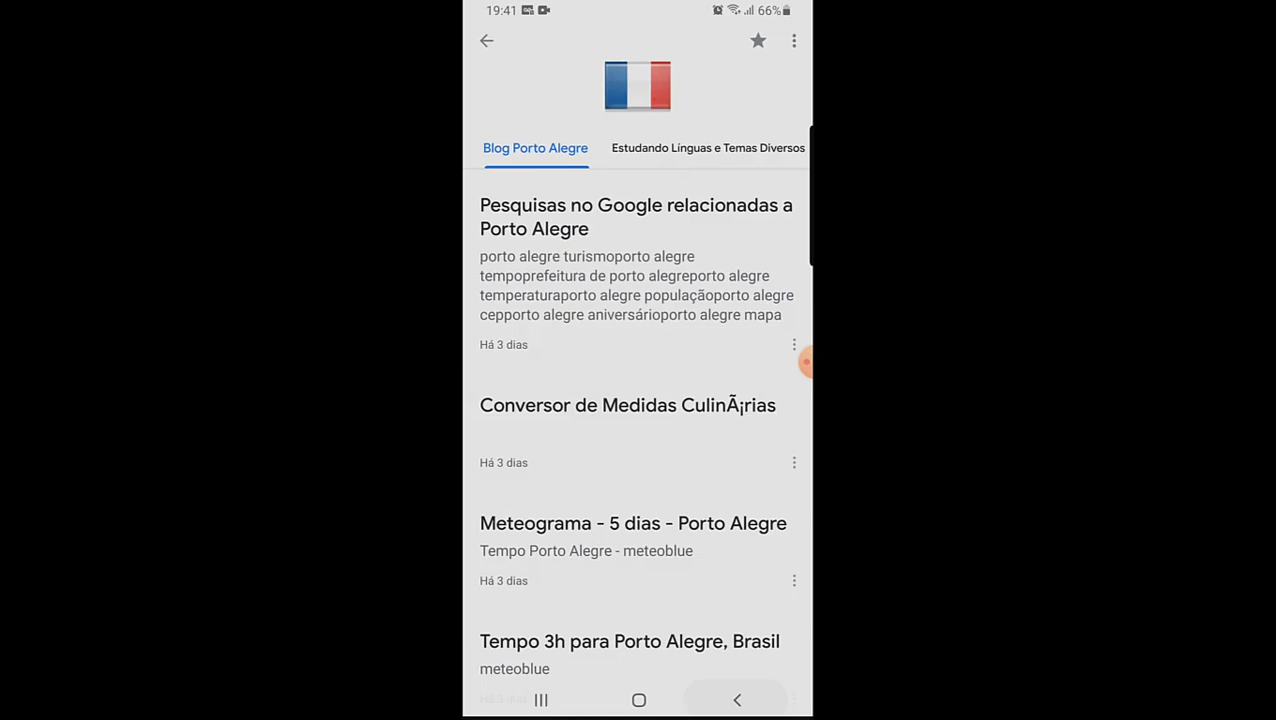 19:41 66%
Blog Porto Alegre Estudando Línguas e Temas Diversos
Pesquisas no Google relacionadas a
Porto Alegre
porto alegre turismoporto alegre
tempoprefeitura de porto alegreporto alegre
temperaturaporto alegre populaçãoporto alegre
cepporto alegre aniversárioporto alegre mapa
Há 3 dias
Conversor de Medidas CulinÃ¡rias
Há 3 dias
Meteograma - 5 dias - Porto Alegre
Tempo Porto Alegre - meteoblue
Há 3 dias
Tempo 3h para Porto Alegre, Brasil
meteoblue
Há 3 dias